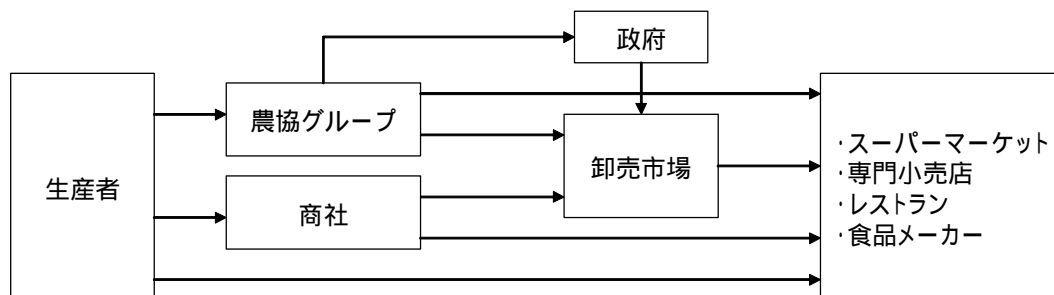 政府
農協グループ
生産者
卸売市場
商社
・スーパーマーケット
・専門小売店
・レストラン
・食品メーカー